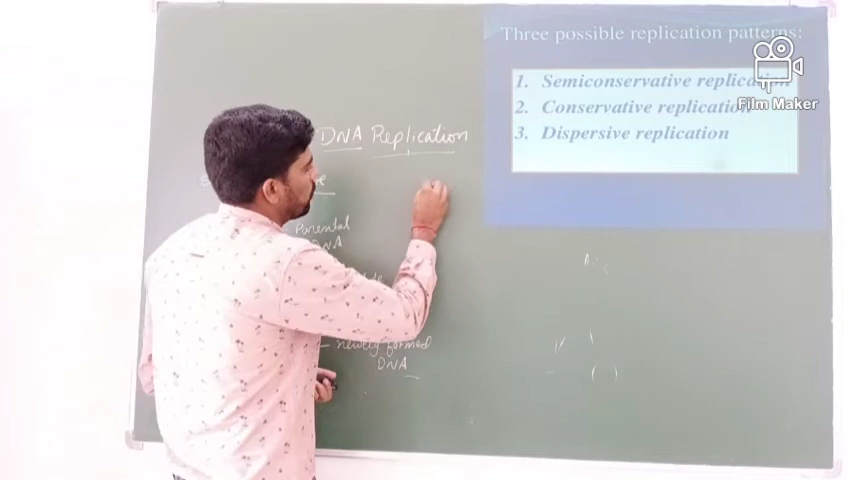 Three possible replication patterns:
1. Semiconservative replication
2. Conservative replication
3. Dispersive replication
Film Maker
DNA Replication
Parental
DNA
newly formed
DNA